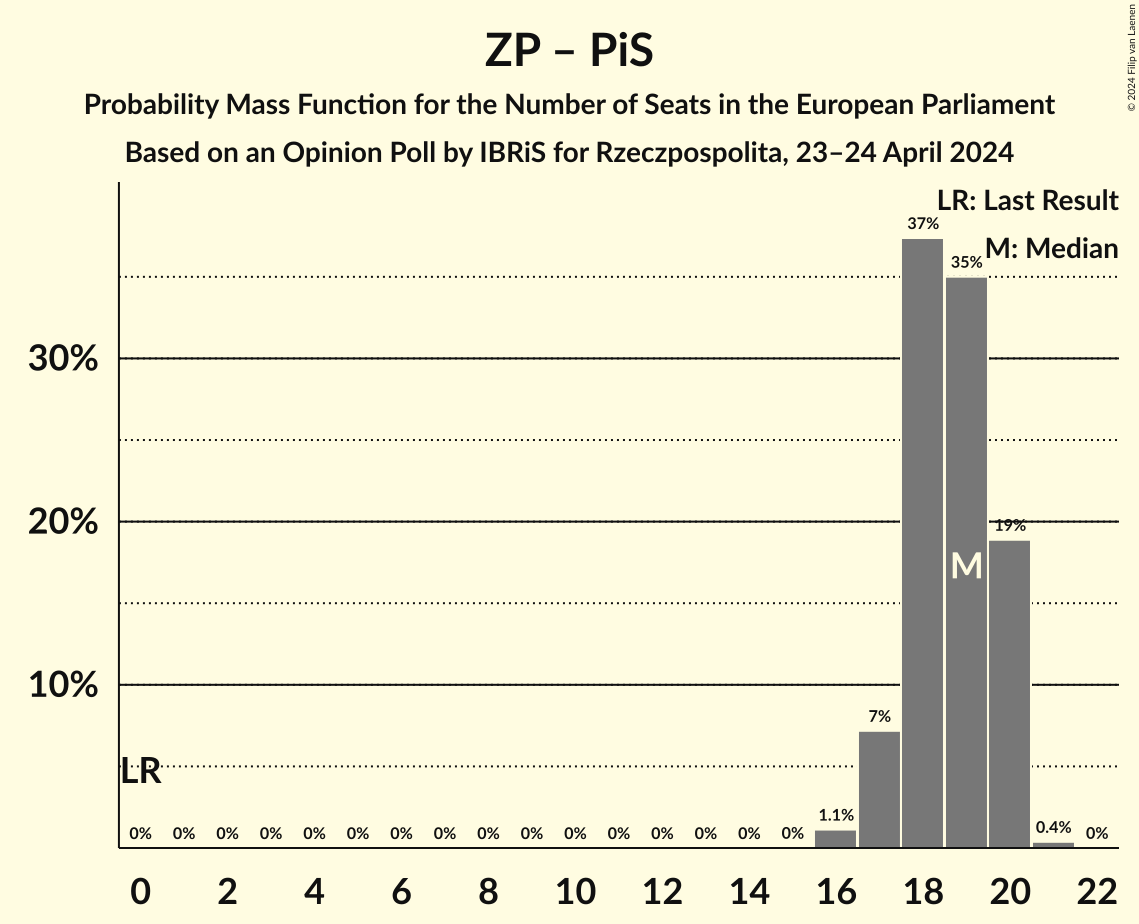 ZP – PiS
Probability Mass Function for the Number of Seats in the European Parliament
Based on an Opinion Poll by IBRiS for Rzeczpospolita, 23–24 April 2024
© 2024 Filip van Laenen
LR: Last Result
M: Median
37%
35%
30%
20%
19%
M
10%
7%
LR
1.1%
0.4%
0% 0% 0% 0% 0% 0% 0% 0% 0% 0% 0% 0% 0% 0% 0% 0% 0%
0 2 4 6 8 10 12 14 16 18 20 22